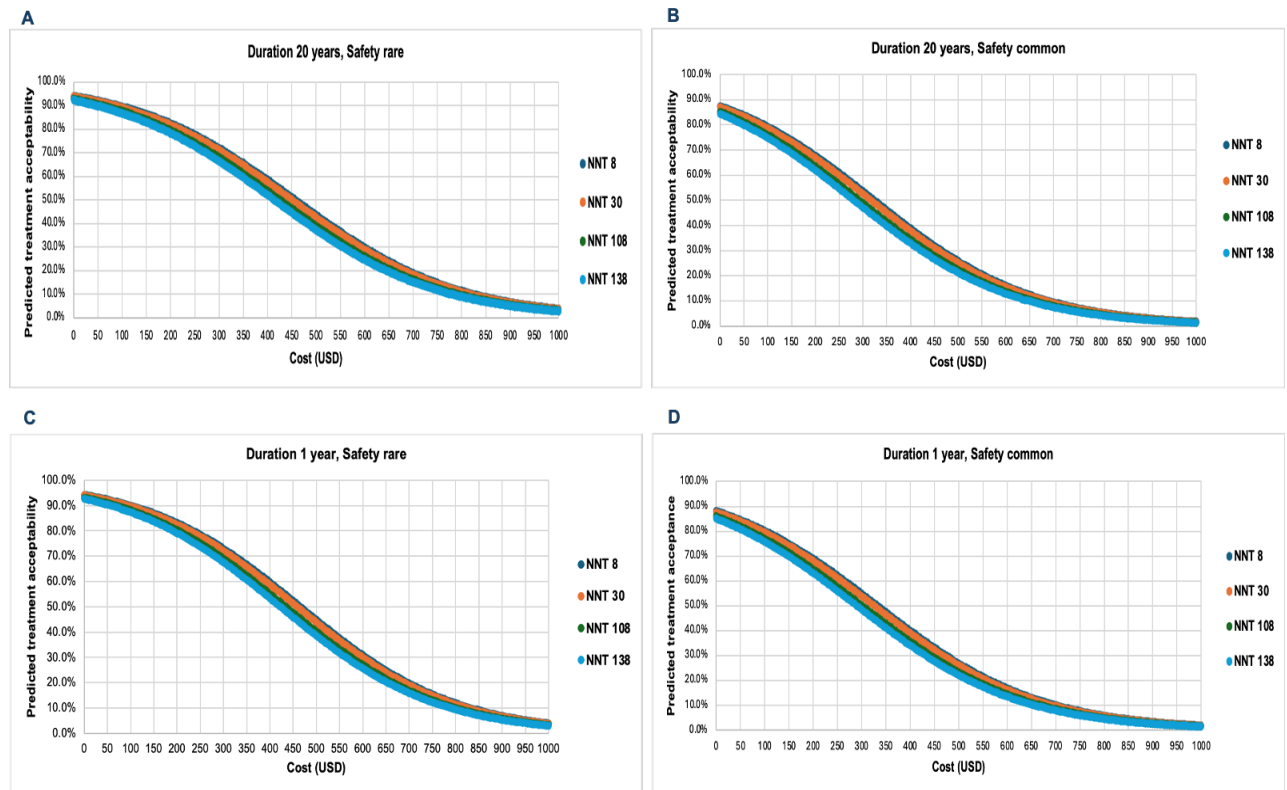 A
Duration 20 years, Safety rare
Predicted treatment acceptability
100.0%
90.0%
80.0%
70.0%
60.0%
50.0%
40.0%
30.0%
20.0%
10.0%
0.0%
0 50 100 150 200 250 300 350 400 450 500 550 600 650 700 750 800 850 900 950 1000
Cost (USD)
NNT 8
NNT 30
NNT 108
NNT 138
B
Duration 20 years, Safety common
Predicted treatment acceptability
100.0%
90.0%
80.0%
70.0%
60.0%
50.0%
40.0%
30.0%
20.0%
10.0%
0.0%
0 50 100 150 200 250 300 350 400 450 500 550 600 650 700 750 800 850 900 950 1000
Cost (USD)
NNT 8
NNT 30
NNT 108
NNT 138
C
Duration 1 year, Safety rare
Predicted treatment acceptability
100.0%
90.0%
80.0%
70.0%
60.0%
50.0%
40.0%
30.0%
20.0%
10.0%
0.0%
0 50 100 150 200 250 300 350 400 450 500 550 600 650 700 750 800 850 900 950 1000
Cost (USD)
NNT 8
NNT 30
NNT 108
NNT 138
D
Duration 1 year, Safety common
Predicted treatment acceptance
100.0%
90.0%
80.0%
70.0%
60.0%
50.0%
40.0%
30.0%
20.0%
10.0%
0.0%
0 50 100 150 200 250 300 350 400 450 500 550 600 650 700 750 800 850 900 950 1000
Cost (USD)
NNT 8
NNT 30
NNT 108
NNT 138